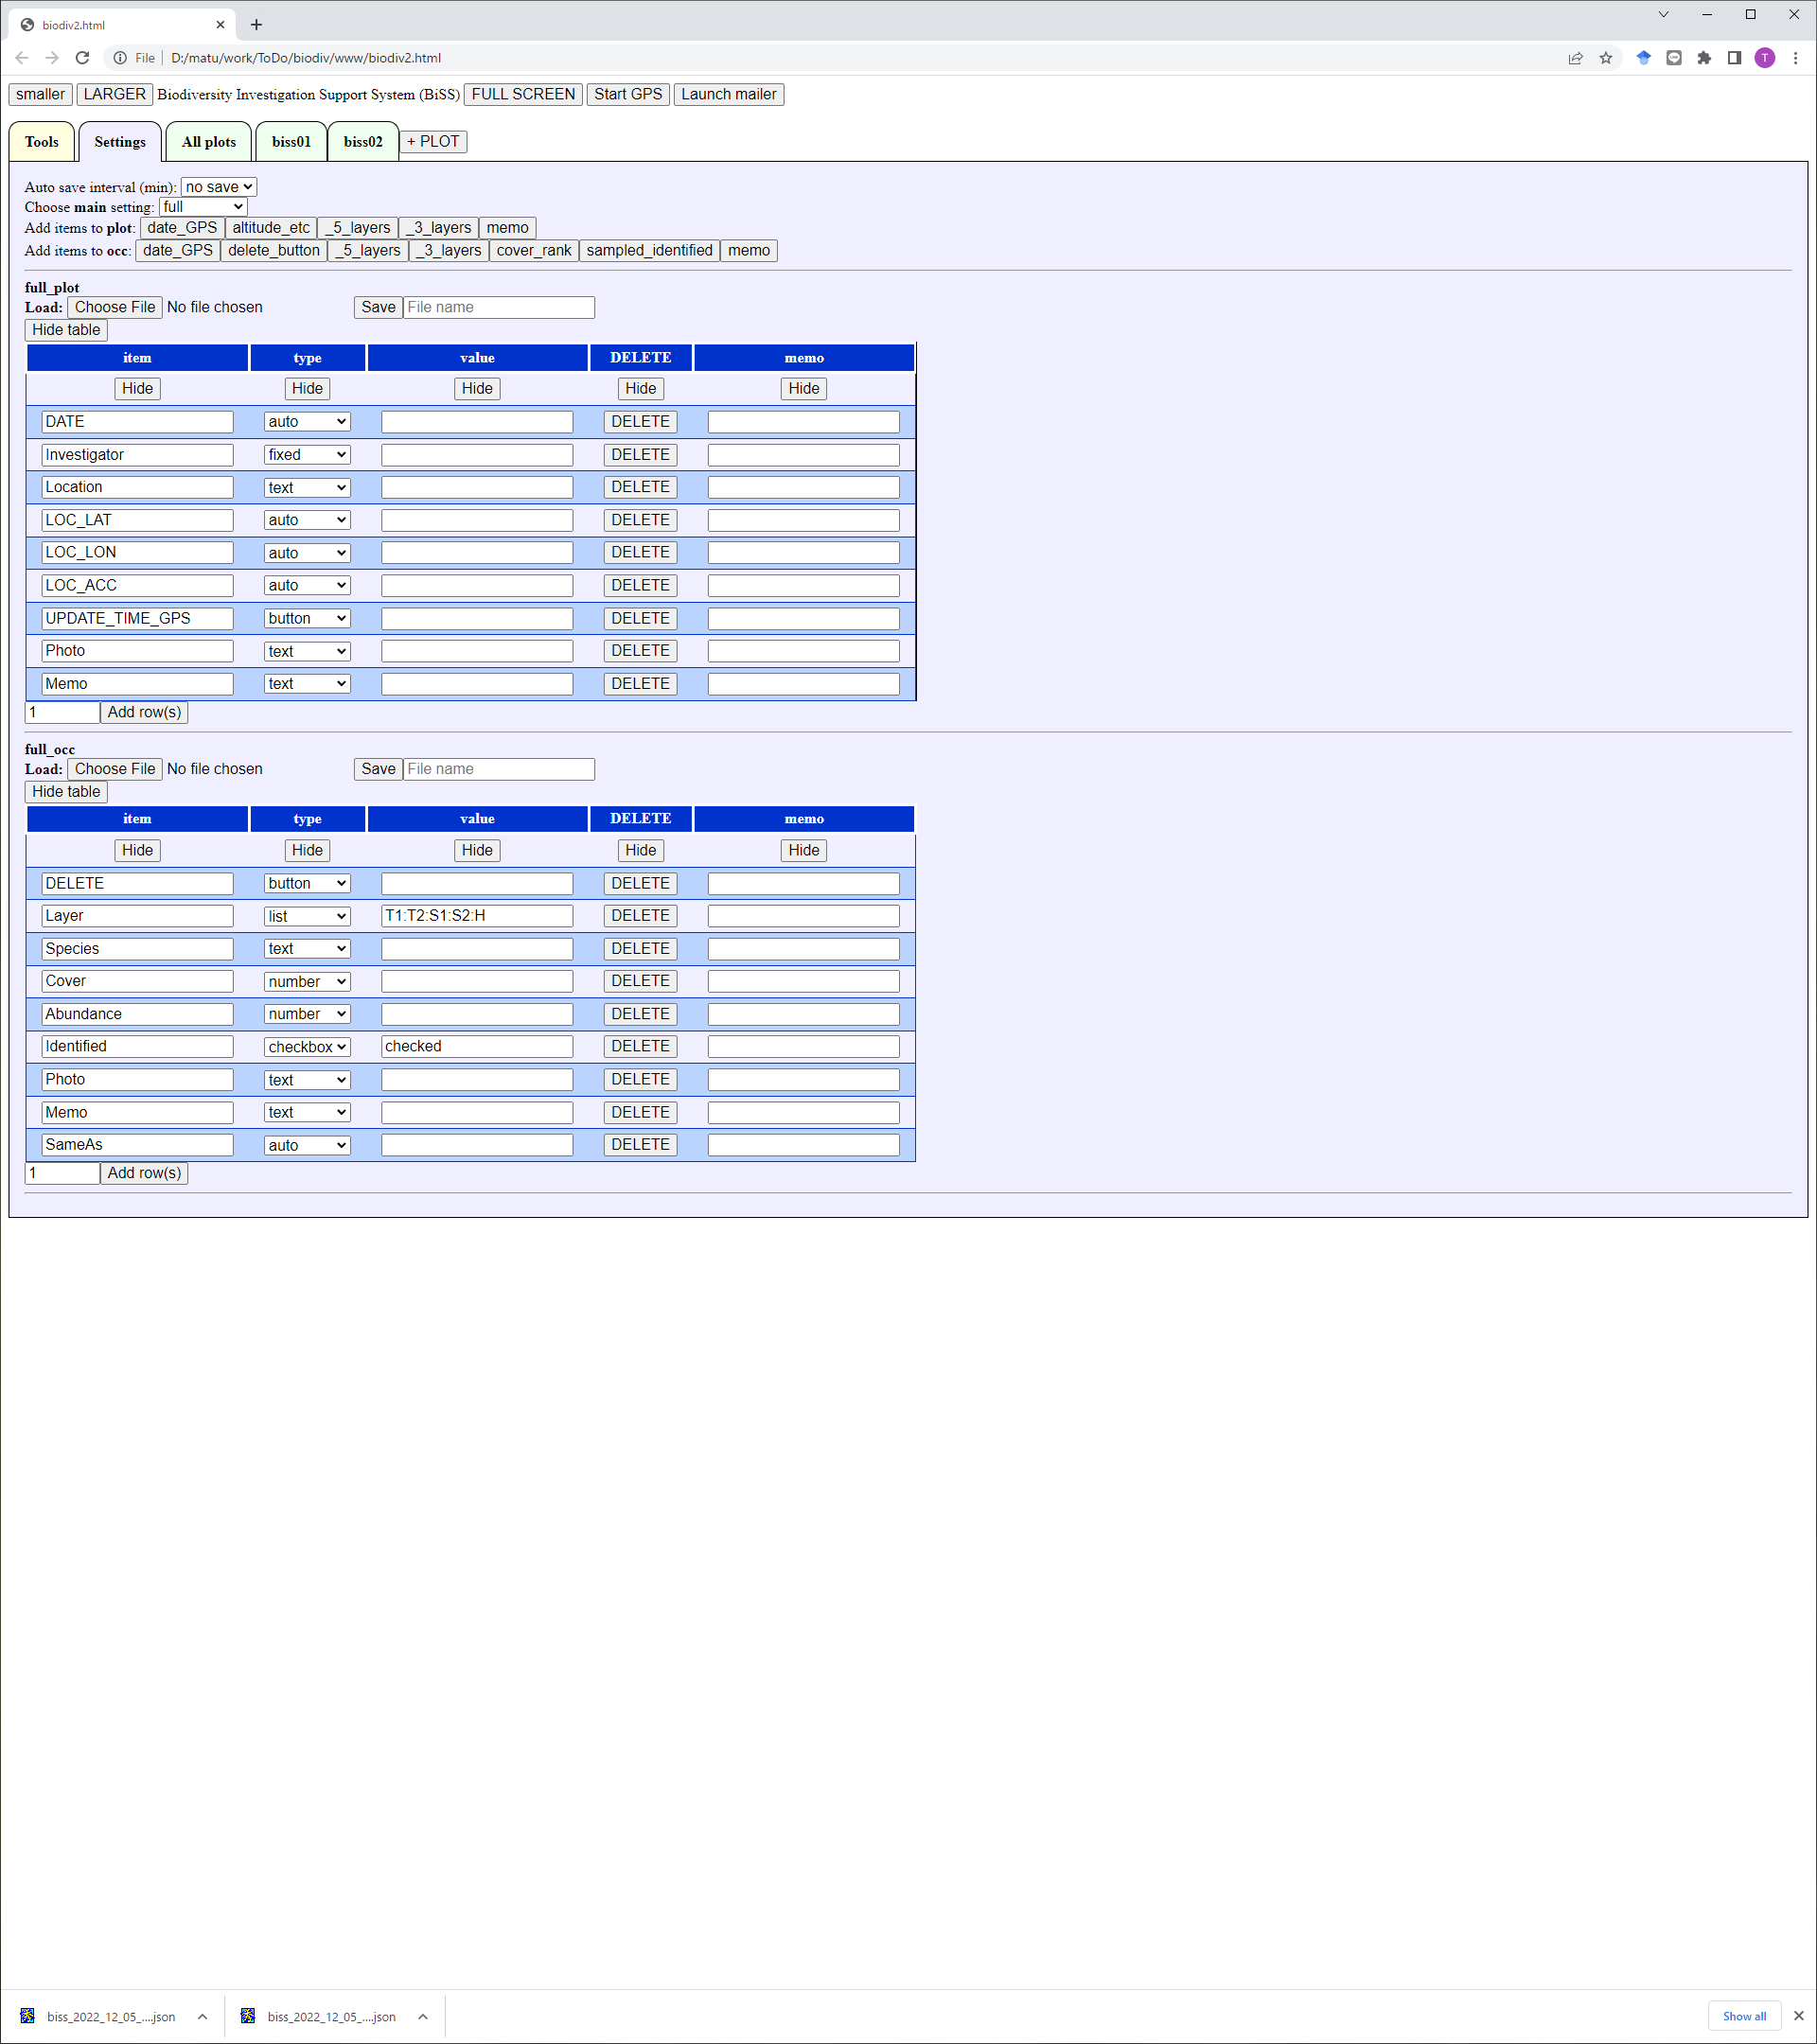 biodiv2.html
File D:/matu/work/ToDo/biodiv/www/biodiv2.html
T
smaller LARGER Biodiversity Investigation Support System (BiSS) FULL SCREEN Start GPS Launch mailer
Tools Settings All plots biss01 biss02 + PLOT
Auto save interval (min): no save
Choose main setting: full
Add items to plot: date_GPS altitude_etc _5_layers _3_layers memo
Add items to occ: date_GPS delete_button _5_layers _3_layers cover_rank sampled_identified memo
full_plot
Load: Choose File No file chosen Save File name
Hide table
item type value DELETE memo
Hide Hide Hide Hide Hide
DATE auto DELETE
Investigator fixed DELETE
Location text DELETE
LOC_LAT auto DELETE
LOC_LON auto DELETE
LOC_ACC auto DELETE
UPDATE_TIME_GPS button DELETE
Photo text DELETE
Memo text DELETE
1 Add row(s)
full_occ
Load: Choose File No file chosen Save File name
Hide table
item type value DELETE memo
Hide Hide Hide Hide Hide
DELETE button DELETE
Layer list T1:T2:S1:S2:H DELETE
Species text DELETE
Cover number DELETE
Abundance number DELETE
Identified checkbox checked DELETE
Photo text DELETE
Memo text DELETE
SameAs auto DELETE
1 Add row(s)
biss_2022_12_05_....json biss_2022_12_05_....json Show all